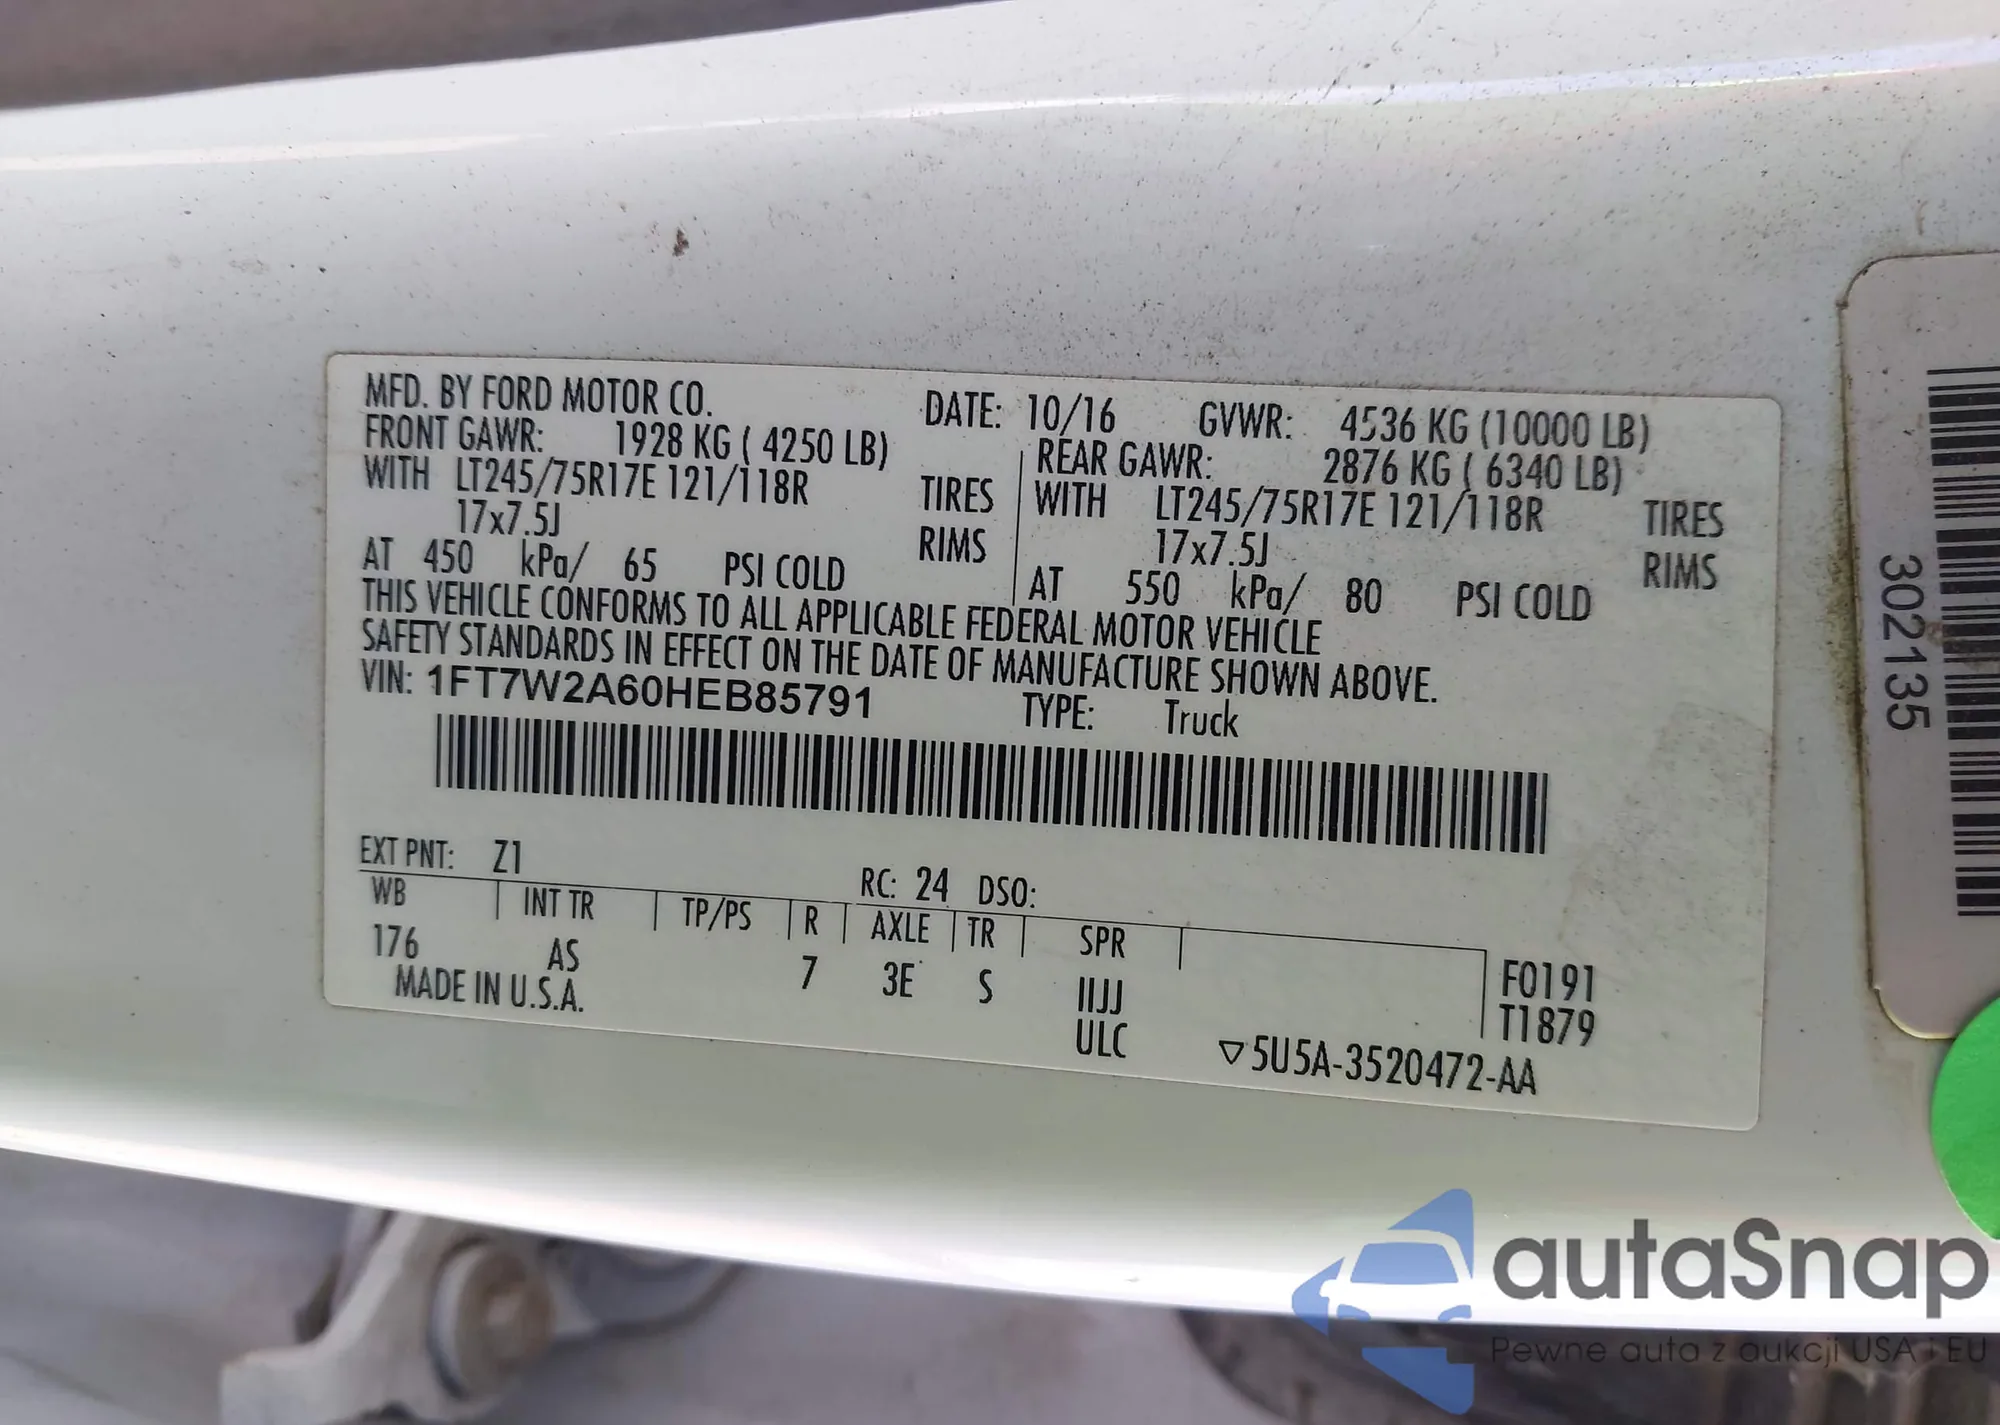 MFD. BY FORD MOTOR CO. DATE: 10/16 GVWR: 4536 KG (10000 LB)
FRONT GAWR: 1928 KG ( 4250 LB) REAR GAWR: 2876 KG ( 6340 LB)
WITH LT245/75R17E 121/118R TIRES WITH LT245/75R17E 121/118R TIRES
17x7.5J RIMS 17x7.5J RIMS
AT 450 kPa/ 65 PSI COLD AT 550 kPa/ 80 PSI COLD
THIS VEHICLE CONFORMS TO ALL APPLICABLE FEDERAL MOTOR VEHICLE
SAFETY STANDARDS IN EFFECT ON THE DATE OF MANUFACTURE SHOWN ABOVE.
VIN: 1FT7W2A60HEB85791 TYPE: Truck
EXT PNT: Z1 RC: 24 DSO:
WB INT TR TP/PS R AXLE TR SPR
176 AS 7 3E S IIJJ F0191
MADE IN U.S.A. ULC T1879
▽5U5A-3520472-AA
302135
autaSnap
Pewne auta z aukcji USA i EU